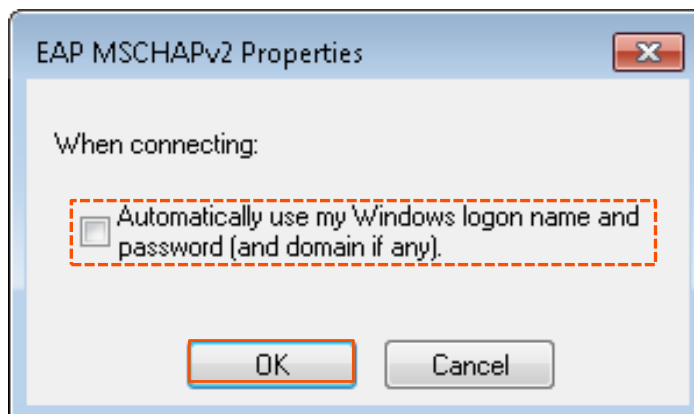 EAP MSCHAPv2 Properties
When connecting:
Automatically use my Windows logon name and
password (and domain if any).
OK
Cancel